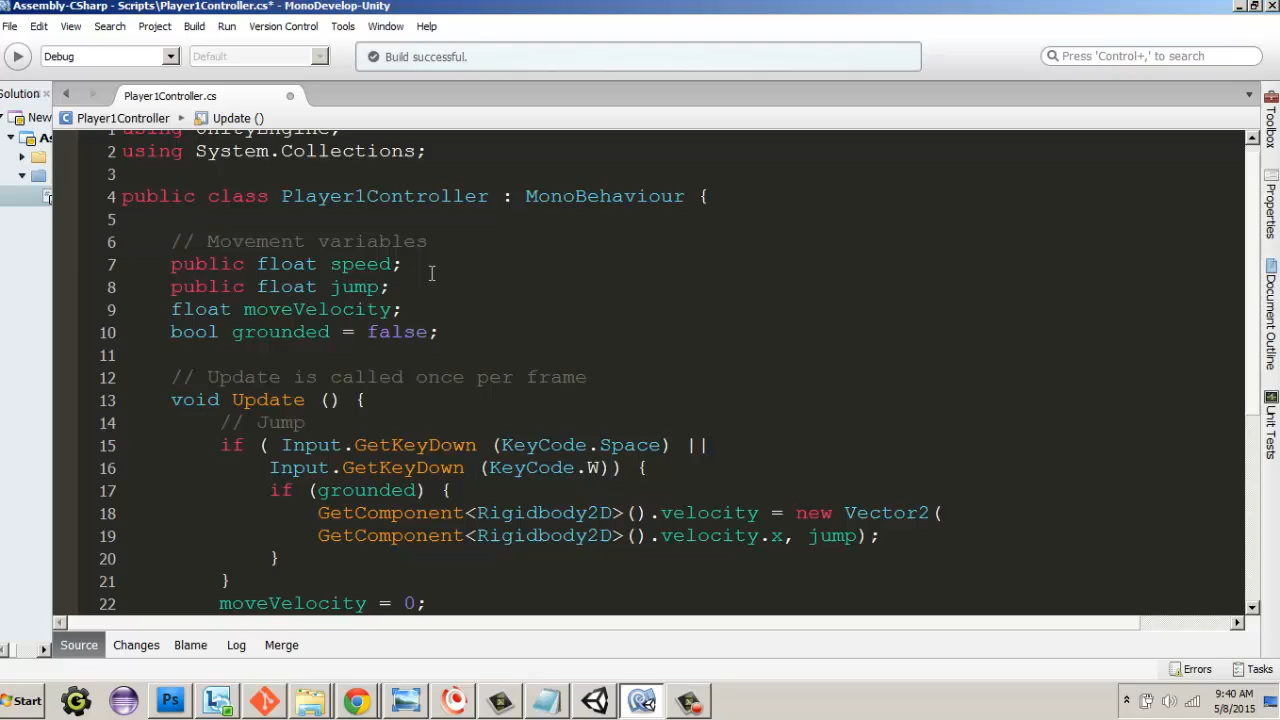 Assembly-CSharp - Scripts\Player1Controller.cs* - MonoDevelop-Unity
File Edit View Search Project Build Run Version Control Tools Window Help
Debug Default Build successful. Press 'Control+,' to search
Solution Player1Controller.cs
New Player1Controller Update ()
1 using UnityEngine;
2 using System.Collections;
3
4 public class Player1Controller : MonoBehaviour {
5
6 // Movement variables
7 public float speed;
8 public float jump;
9 float moveVelocity;
10 bool grounded = false;
11
12 // Update is called once per frame
13 void Update () {
14 // Jump
15 if ( Input.GetKeyDown (KeyCode.Space) ||
16 Input.GetKeyDown (KeyCode.W)) {
17 if (grounded) {
18 GetComponent<Rigidbody2D>().velocity = new Vector2(
19 GetComponent<Rigidbody2D>().velocity.x, jump);
20 }
21 }
22 moveVelocity = 0;
Toolbox
Properties
Document Outline
Unit Tests
Source Changes Blame Log Merge
Errors Tasks
Start Ps 9:40 AM
5/8/2015